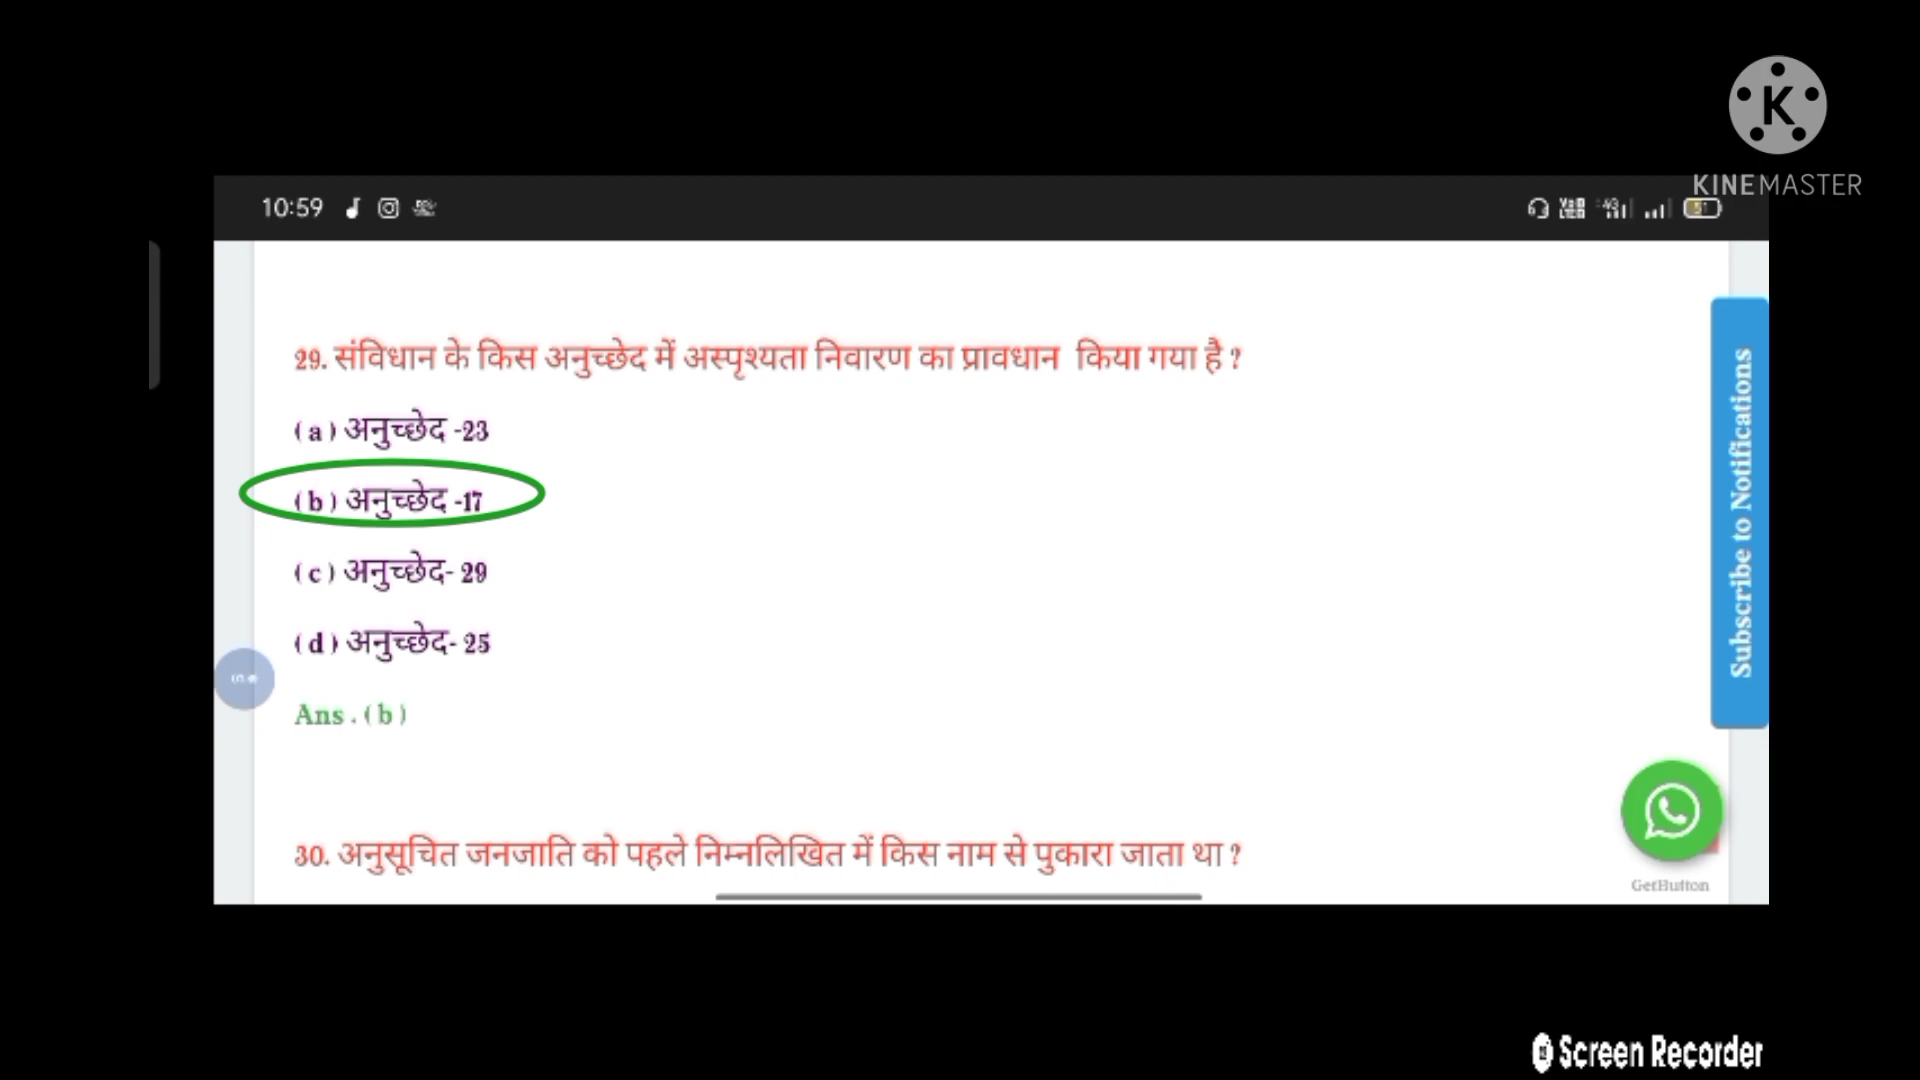 KINEMASTER
10:59
29. संविधान के किस अनुच्छेद में अस्पृश्यता निवारण का प्रावधान किया गया है ?
( a ) अनुच्छेद -23
( b ) अनुच्छेद -17
( c ) अनुच्छेद- 29
( d ) अनुच्छेद- 25
Ans . ( b )
30. अनुसूचित जनजाति को पहले निम्नलिखित में किस नाम से पुकारा जाता था ?
Subscribe to Notifications
GetButton
Screen Recorder